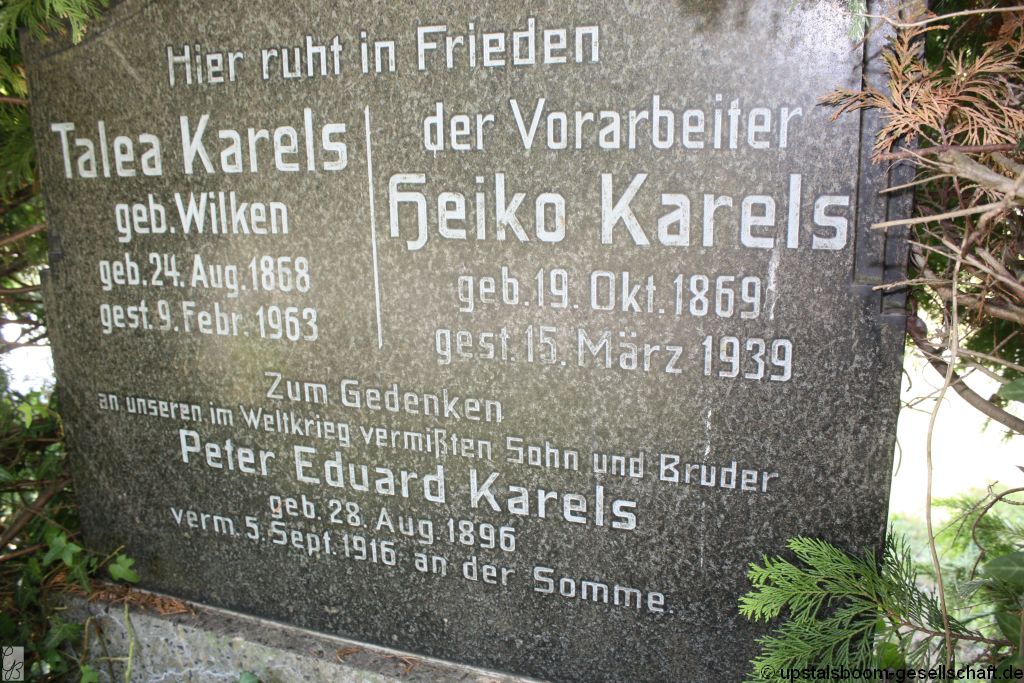 Hier ruht in Frieden
Talea Karels
geb. Wilken
geb. 24. Aug. 1868
gest. 9. Febr. 1963
der Vorarbeiter
Heiko Karels
geb. 19. Okt. 1869
gest. 15. März 1939
Zum Gedenken
an unseren im Weltkrieg vermißten Sohn und Bruder
Peter Eduard Karels
geb. 28. Aug. 1896
verm. 5. Sept. 1916 an der Somme.
© upstalsboom-gesellschaft.de